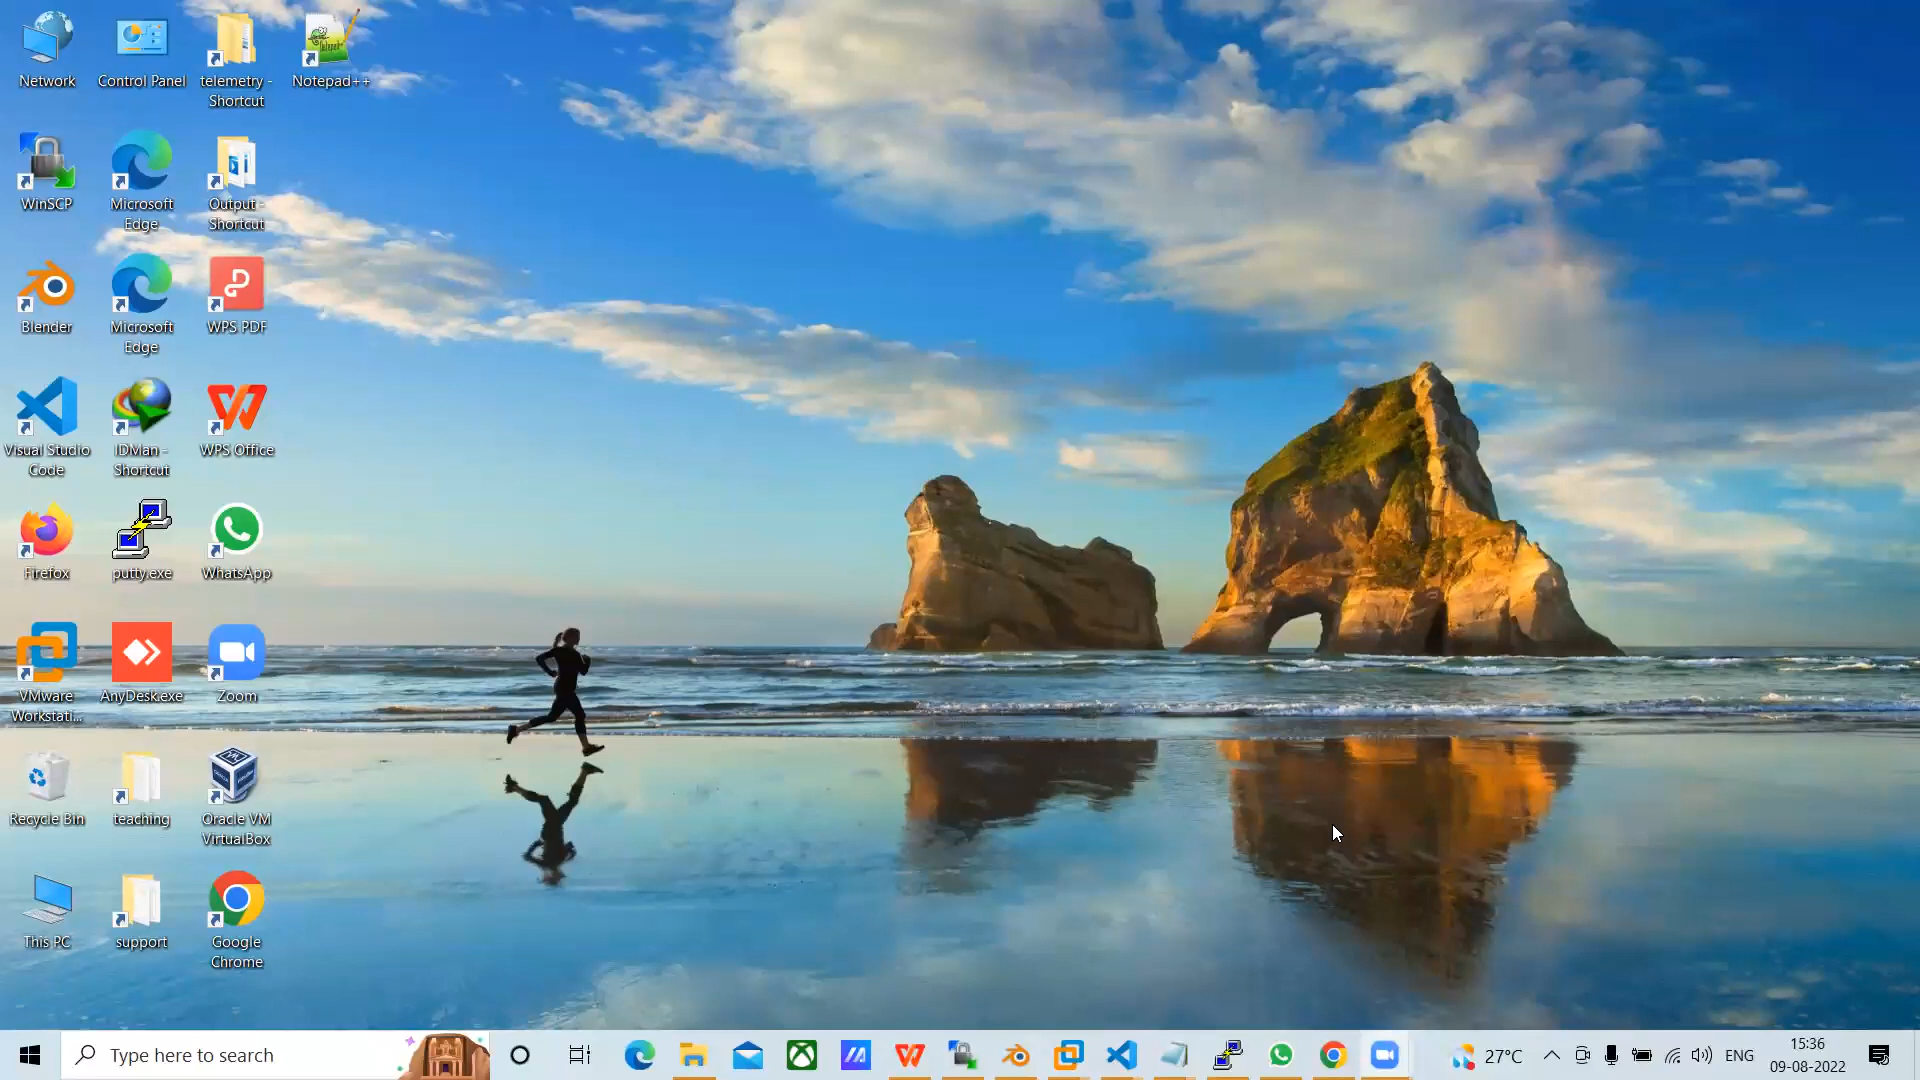 Network
Control Panel
telemetry -
Shortcut
Notepad++
WinSCP
Microsoft
Edge
Output -
Shortcut
Blender
Microsoft
Edge
WPS PDF
Visual Studio
Code
IDMan -
Shortcut
WPS Office
Firefox
putty.exe
WhatsApp
VMware
Workstati...
AnyDesk.exe
Zoom
Recycle Bin
teaching
Oracle VM
VirtualBox
This PC
support
Google
Chrome
Type here to search
27°C
ENG
15:36
09-08-2022